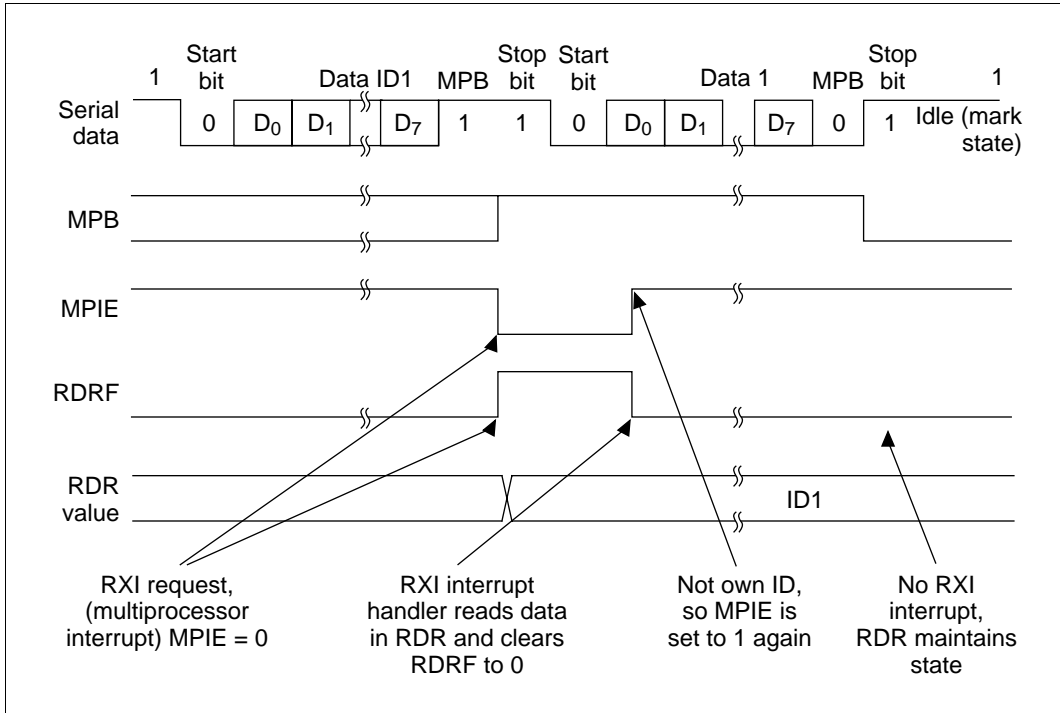 1 Start bit Data ID1 MPB Stop bit Start bit Data 1 MPB Stop bit 1
Serial data 0 D0 D1 D7 1 1 0 D0 D1 D7 0 1 Idle (mark state)
MPB
MPIE
RDRF
RDR value ID1
RXI request,
(multiprocessor
interrupt) MPIE = 0
RXI interrupt
handler reads data
in RDR and clears
RDRF to 0
Not own ID,
so MPIE is
set to 1 again
No RXI
interrupt,
RDR maintains
state